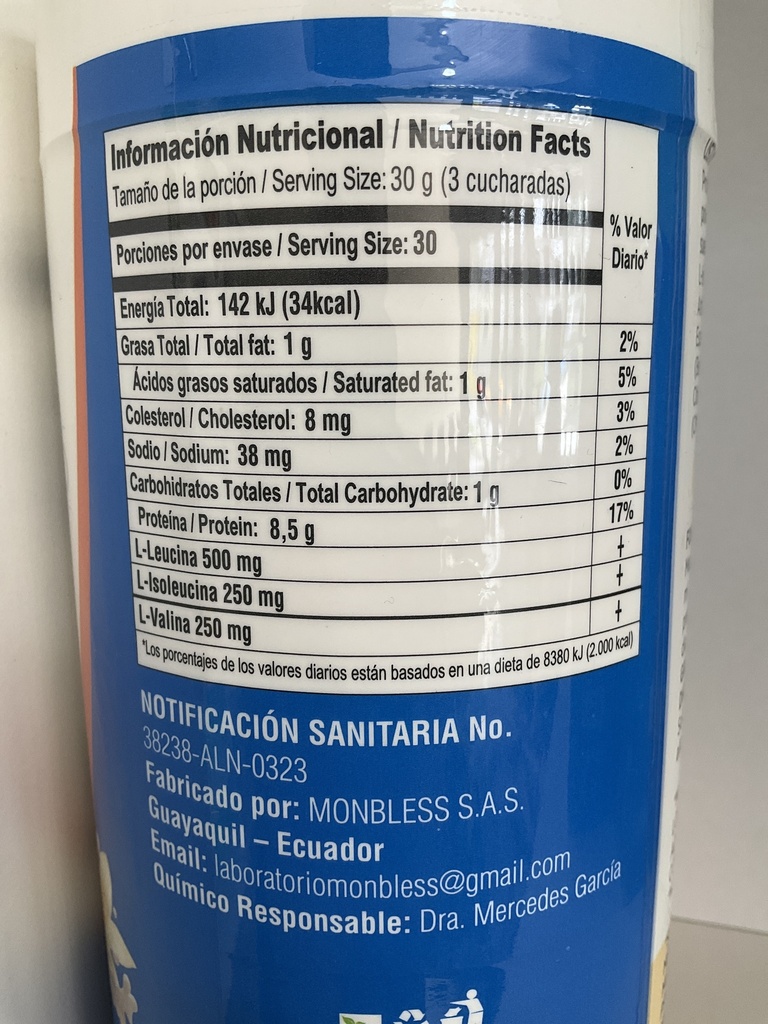 Información Nutricional / Nutrition Facts
Tamaño de la porción / Serving Size: 30 g (3 cucharadas)
% Valor
Diario*
Porciones por envase / Serving Size: 30
Energía Total: 142 kJ (34kcal)
Grasa Total / Total fat: 1 g 2%
Ácidos grasos saturados / Saturated fat: 1 g 5%
Colesterol / Cholesterol: 8 mg 3%
Sodio / Sodium: 38 mg 2%
Carbohidratos Totales / Total Carbohydrate: 1 g 0%
Proteína / Protein: 8,5 g 17%
L-Leucina 500 mg +
L-Isoleucina 250 mg +
L-Valina 250 mg +
*Los porcentajes de los valores diarios están basados en una dieta de 8380 kJ (2.000 kcal)
NOTIFICACIÓN SANITARIA No.
38238-ALN-0323
Fabricado por: MONBLESS S.A.S.
Guayaquil – Ecuador
Email: laboratoriomonbless@gmail.com
Químico Responsable: Dra. Mercedes García